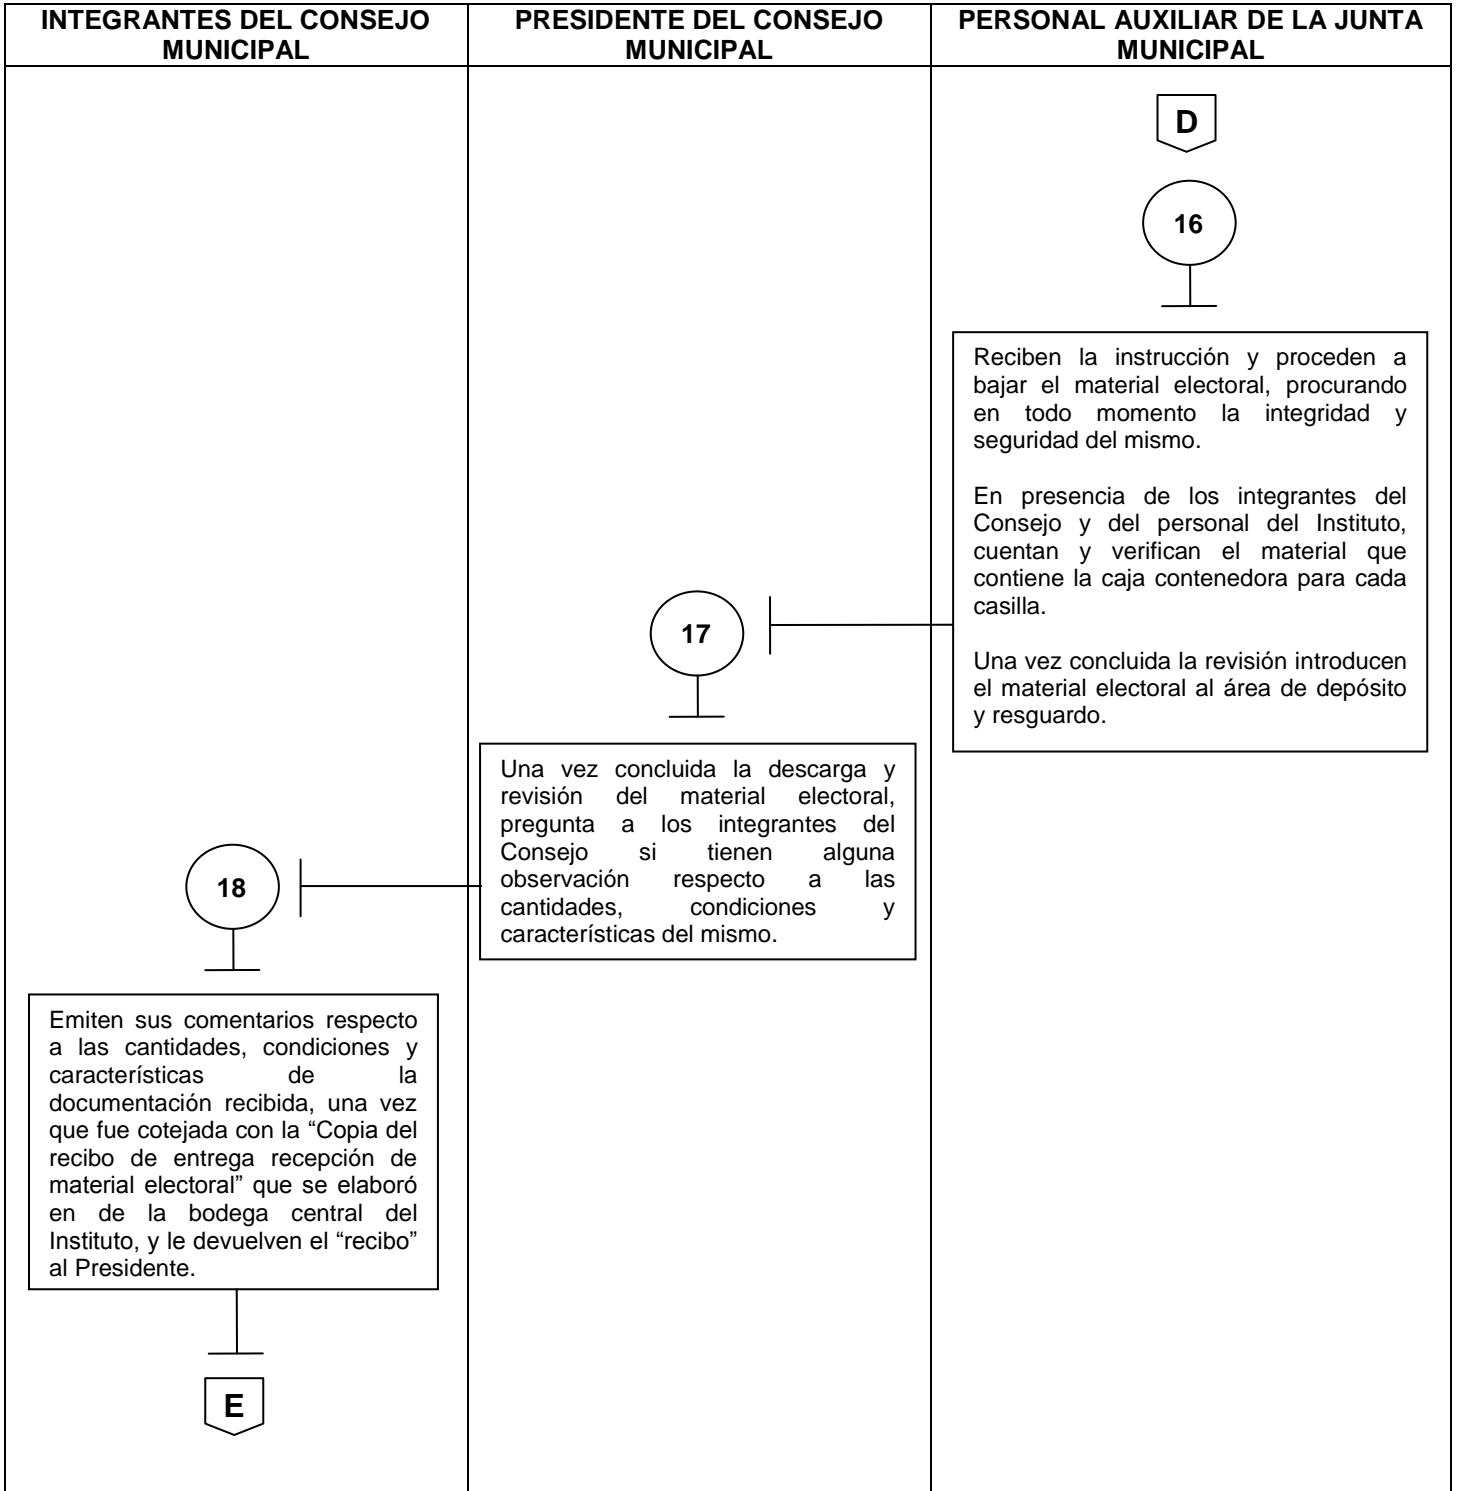 INTEGRANTES DEL CONSEJO
MUNICIPAL
PRESIDENTE DEL CONSEJO
MUNICIPAL
PERSONAL AUXILIAR DE LA JUNTA
MUNICIPAL
D
16
Reciben la instrucción y proceden a
bajar el material electoral, procurando
en todo momento la integridad y
seguridad del mismo.
En presencia de los integrantes del
Consejo y del personal del Instituto,
cuentan y verifican el material que
contiene la caja contenedora para cada
casilla.
Una vez concluida la revisión introducen
el material electoral al área de depósito
y resguardo.
17
Una vez concluida la descarga y
revisión del material electoral,
pregunta a los integrantes del
Consejo si tienen alguna
observación respecto a las
cantidades, condiciones y
características del mismo.
18
Emiten sus comentarios respecto
a las cantidades, condiciones y
características de la
documentación recibida, una vez
que fue cotejada con la “Copia del
recibo de entrega recepción de
material electoral” que se elaboró
en de la bodega central del
Instituto, y le devuelven el “recibo”
al Presidente.
E